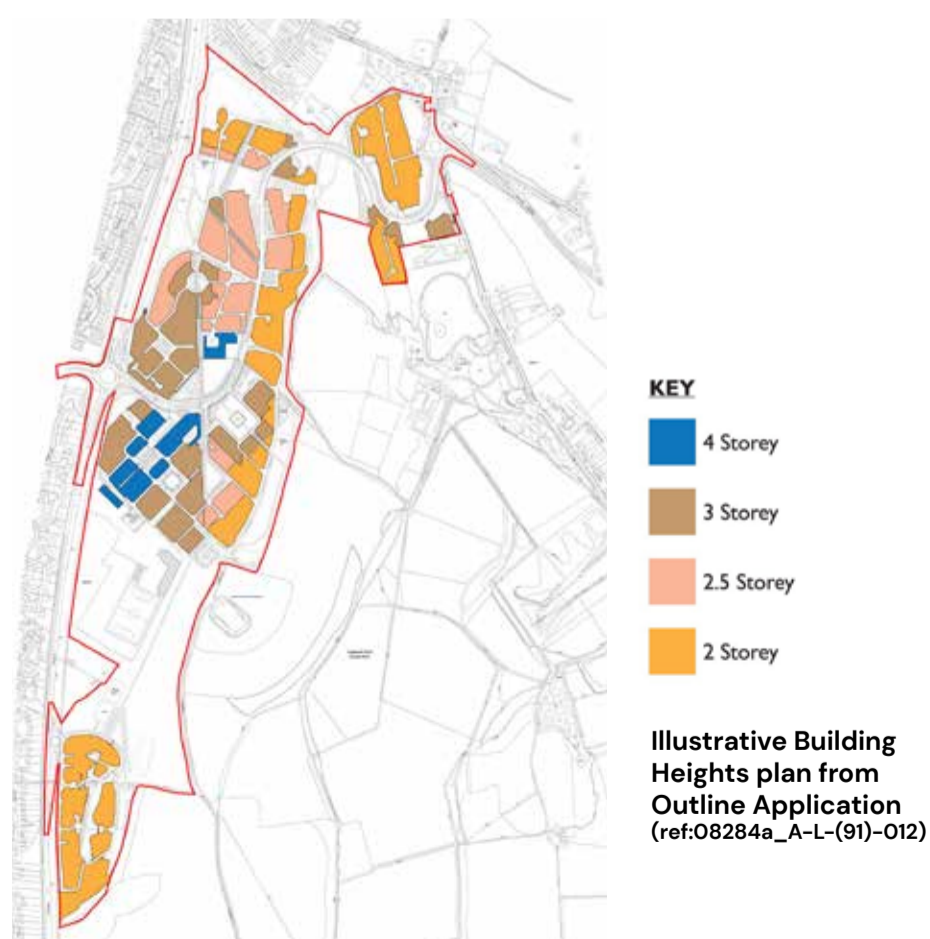 KEY
4 Storey
3 Storey
2.5 Storey
2 Storey
Illustrative Building
Heights plan from
Outline Application
(ref:08284a_A-L-(91)-012)